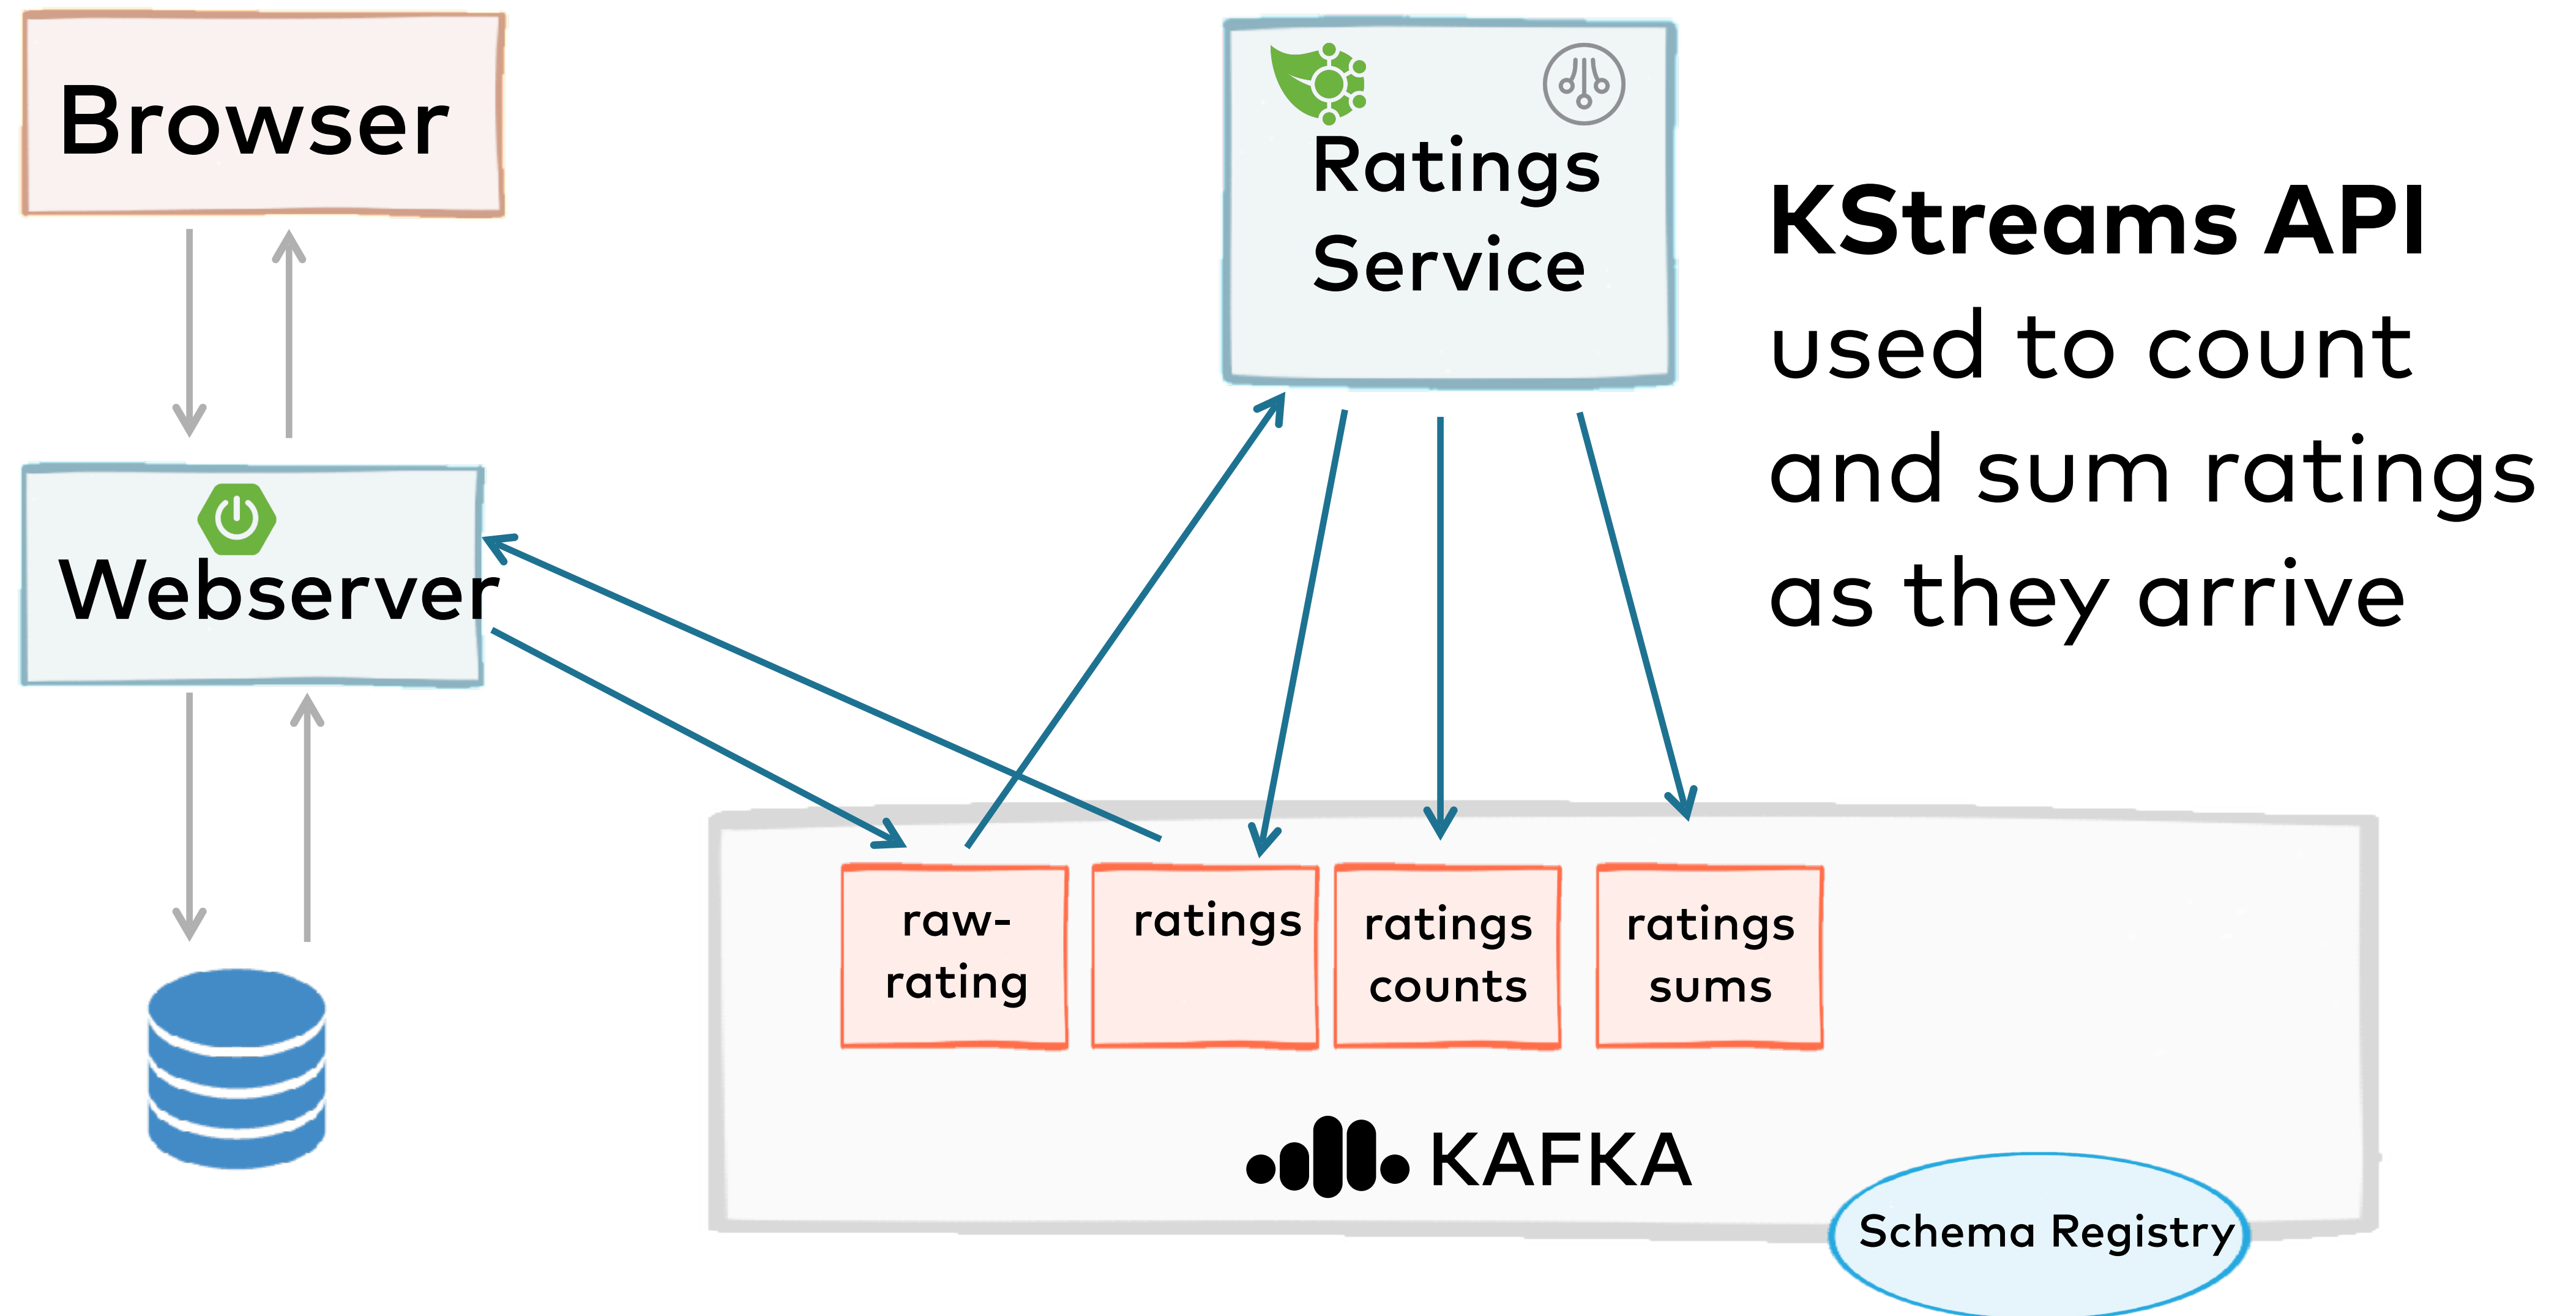 Browser
Ratings
Service
KStreams API
used to count
and sum ratings
as they arrive
Webserver
raw-
rating
ratings
ratings
counts
ratings
sums
KAFKA
Schema Registry